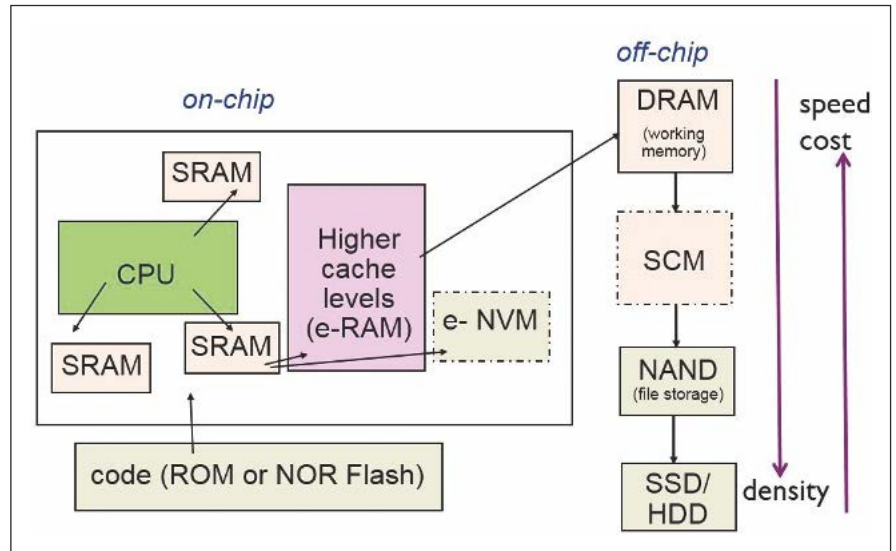 on-chip
off-chip
SRAM
CPU
SRAM
SRAM
Higher
cache
levels
(e-RAM)
e- NVM
code (ROM or NOR Flash)
DRAM
(working
memory)
SCM
NAND
(file storage)
SSD/
HDD
speed
cost
density